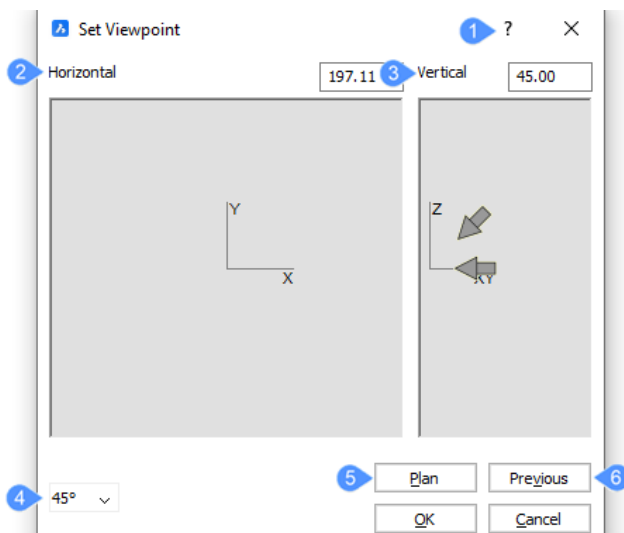 Set Viewpoint 1 ?
2 Horizontal 197.11 3 Vertical 45.00
Y
X
Z
XY
4 45°
5 Plan Previous 6
OK Cancel